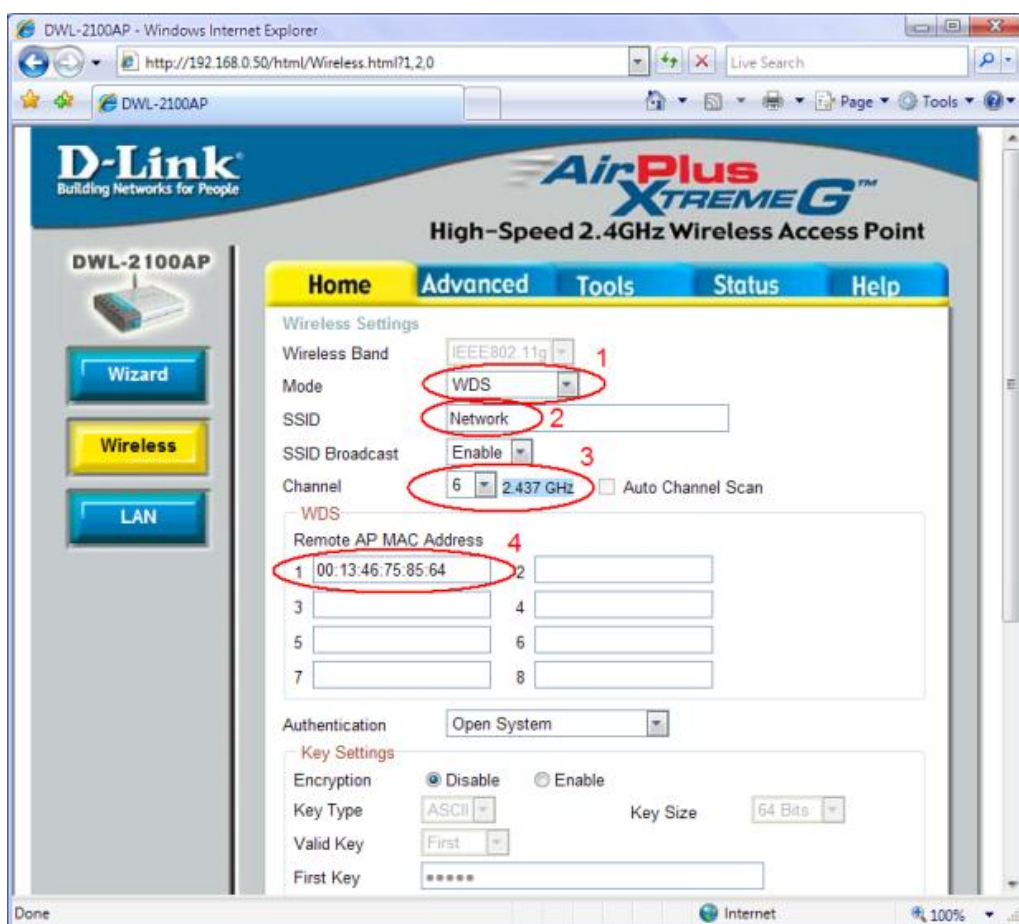 DWL-2100AP - Windows Internet Explorer
http://192.168.0.50/html/Wireless.html?1,2,0
Live Search
DWL-2100AP
Page
Tools
D-Link
Building Networks for People
AirPlus
XTREME G™
High-Speed 2.4GHz Wireless Access Point
DWL-2100AP
Wizard
Wireless
LAN
Home Advanced Tools Status Help
Wireless Settings
Wireless Band IEEE802.11g 1
Mode WDS
SSID Network 2
SSID Broadcast Enable 3
Channel 6 2.437 GHz Auto Channel Scan
WDS
Remote AP MAC Address 4
1 00:13:46:75:85:64 2
3 4
5 6
7 8
Authentication Open System
Key Settings
Encryption Disable Enable
Key Type ASCII Key Size 64 Bits
Valid Key First
First Key •••••
Done Internet 100%